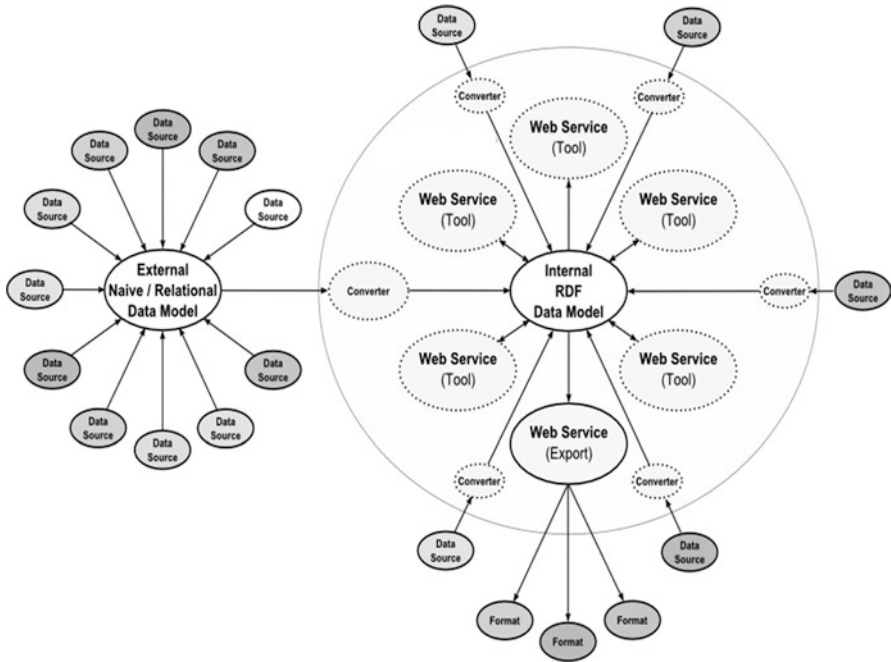 Data
Source
Data
Source
Converter
Converter
Web Service
(Tool)
Data
Source
Data
Source
Data
Source
Data
Source
Data
Source
Web Service
(Tool)
Web Service
(Tool)
Data
Source
External
Naive / Relational
Data Model
Converter
Internal
RDF
Data Model
Converter
Data
Source
Data
Source
Data
Source
Data
Source
Web Service
(Tool)
Web Service
(Tool)
Data
Source
Data
Source
Data
Source
Web Service
(Export)
Converter
Converter
Data
Source
Data
Source
Format
Format
Format